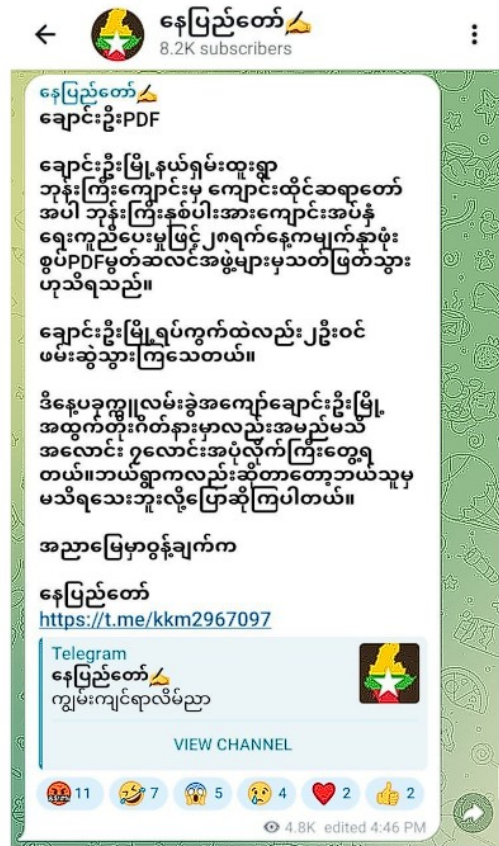 နေပြည်တော်✍
8.2K subscribers
နေပြည်တော်✍
ချောင်းဦးPDF
ချောင်းဦးမြို့နယ်ရှမ်းထူးရွာ
ဘုန်းကြီးကျောင်းမှ ကျောင်းထိုင်ဆရာတော်
အပါ ဘုန်းကြီးနှစ်ပါးအားကျောင်းအပ်နှံ
ရေးကူညီပေးမှုဖြင့်၂၈ရက်နေ့ကမျက်နှာဖုံး
စွပ်PDFမွတ်ဆလင်အဖွဲ့များမှသတ်ဖြတ်သွား
ဟုသိရသည်။
ချောင်းဦးမြို့ရပ်ကွက်ထဲလည်း၂ဦးဝင်
ဖမ်းဆွဲသွားကြသေတယ်။
ဒိနေ့ပခုက္ကူလမ်းခွဲအကျော်ချောင်းဦးမြို့
အထွက်တိုးဂိတ်နားမှာလည်းအမည်မသိ
အလောင်း ၇လောင်းအပုံလိုက်ကြီးတွေ့ရ
တယ်။ဘယ်ရွာကလည်းဆိုတာတော့ဘယ်သူမှ
မသိရသေးဘူးလို့ပြောဆိုကြပါတယ်။
အညာမြေမှာဝွန့်ချက်က
နေပြည်တော်
https://t.me/kkm2967097
Telegram
နေပြည်တော်✍
ကျွမ်းကျင်ရာလိမ်ညာ
VIEW CHANNEL
11 7 5 4 2 2
4.8K edited 4:46 PM